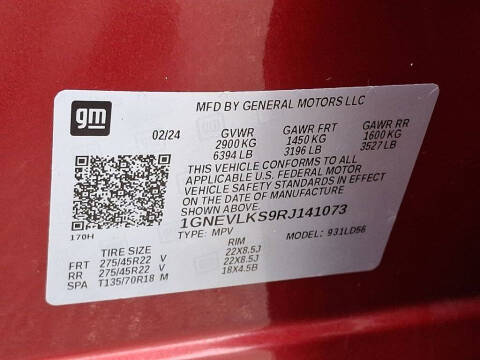 gm
MFD BY GENERAL MOTORS LLC
02/24 GVWR GAWR FRT GAWR RR
2900 KG 1450 KG 1600 KG
6394 LB 3196 LB 3527 LB
THIS VEHICLE CONFORMS TO ALL
APPLICABLE U.S. FEDERAL MOTOR
VEHICLE SAFETY STANDARDS IN EFFECT
ON THE DATE OF MANUFACTURE
SHOWN ABOVE.
1GNEVLKS9RJ141073
170H TYPE: MPV MODEL: 931LD56
TIRE SIZE RIM
FRT 275/45R22 V 22X8.5J
RR 275/45R22 V 22X8.5J
SPA T135/70R18 M 18X4.5B